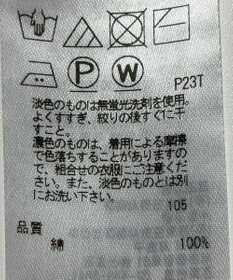 P
W
P23T
淡色のものは無蛍光洗剤を使用。
よくすすぎ、絞りの後すぐに干
すこと。
濃色のものは、着用による摩擦
で色落ちすることがありますの
で、組合せの衣服にご注意くださ
い。また、淡色のものとは別
にお洗い下さい。
105
品質
綿 100%